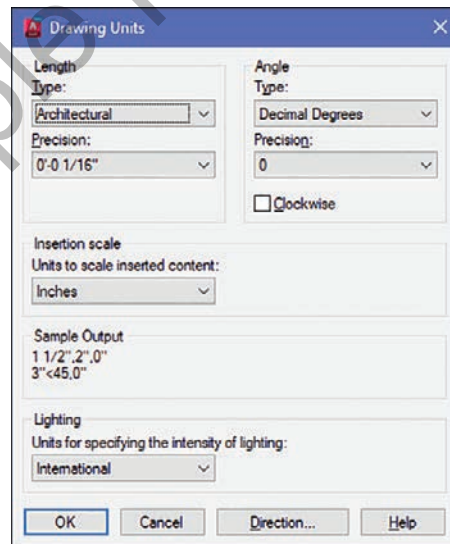 Drawing Units
Length
Type:
Architectural
Precision:
0'-0 1/16"
Angle
Type:
Decimal Degrees
Precision:
0
Clockwise
Insertion scale
Units to scale inserted content:
Inches
Sample Output
1 1/2",2",0"
3"<45,0"
Lighting
Units for specifying the intensity of lighting:
International
OK
Cancel
Direction...
Help